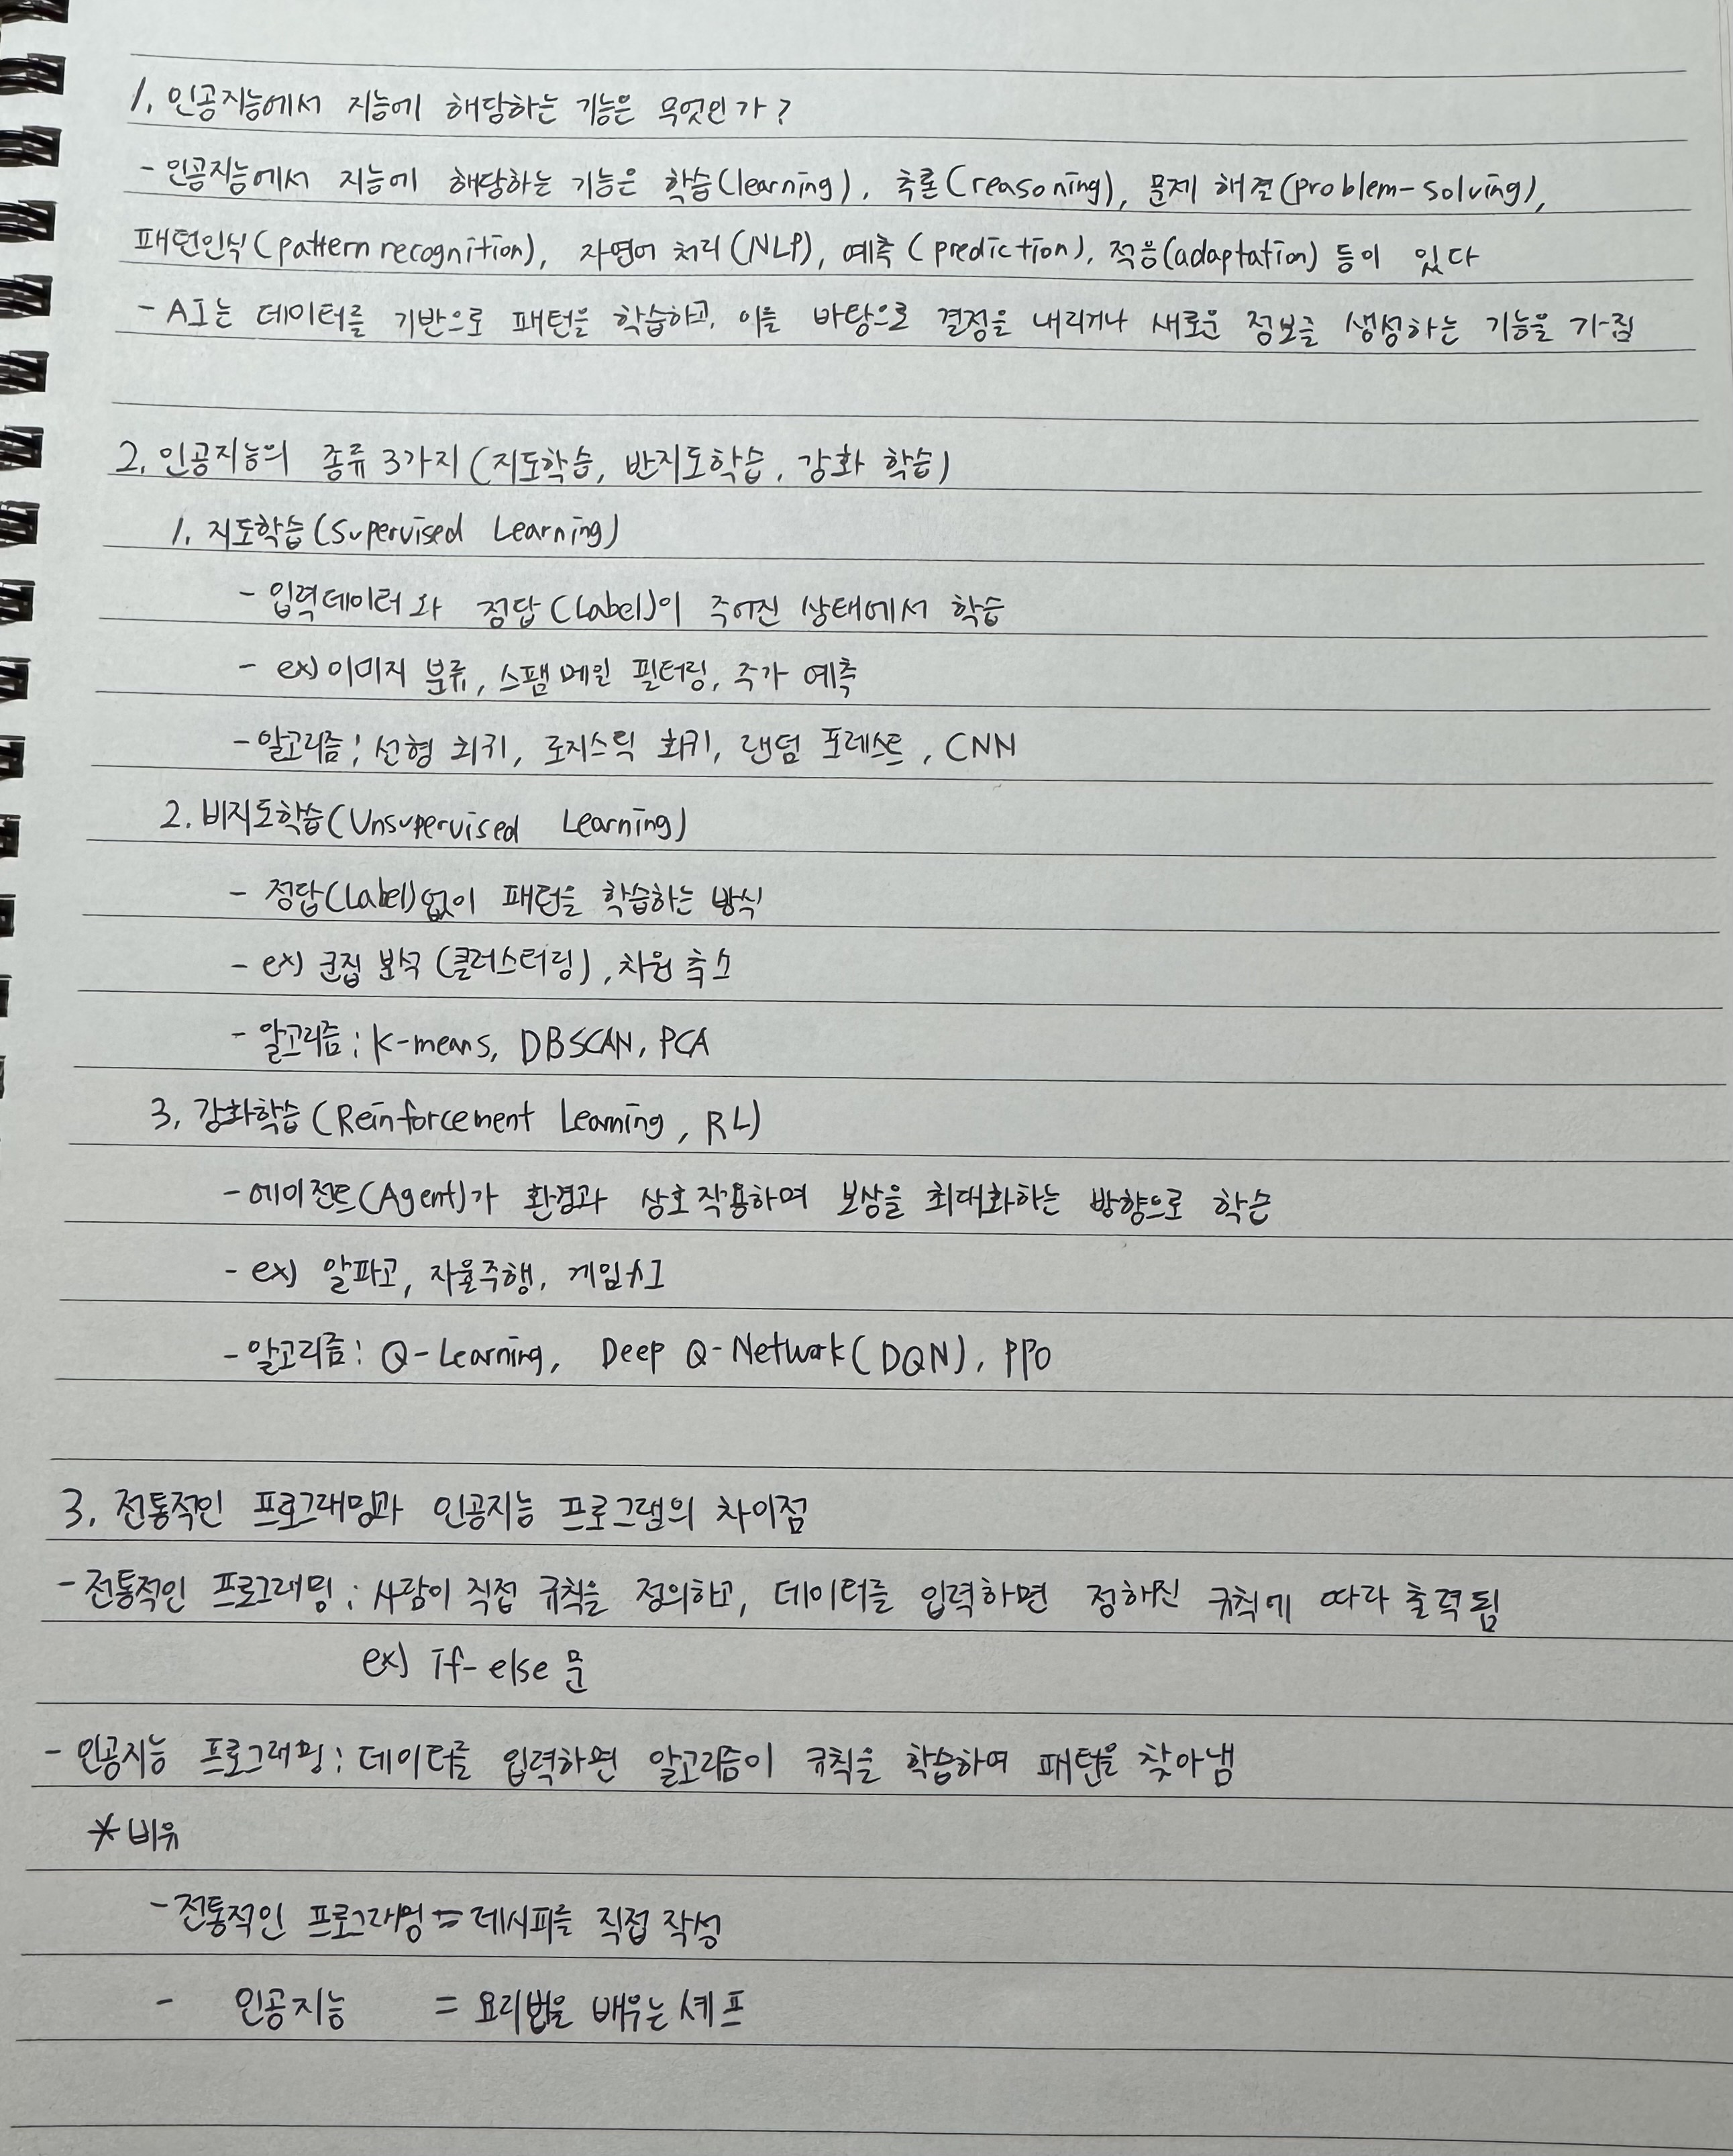 1. 인공지능에서 지능에 해당하는 기능은 무엇인가?
- 인공지능에서 지능에 해당하는 기능은 학습(learning), 추론(reasoning), 문제 해결(problem-solving),
패턴인식(pattern recognition), 자연어 처리(NLP), 예측(prediction), 적응(adaptation) 등이 있다
- AI는 데이터를 기반으로 패턴을 학습하고, 이를 바탕으로 결정을 내리거나 새로운 정보를 생성하는 기능을 가짐
2. 인공지능의 종류 3가지(지도학습, 반지도학습, 강화 학습)
1. 지도학습(Supervised Learning)
- 입력데이터와 정답(Label)이 주어진 상태에서 학습
- ex) 이미지 분류, 스팸메일 필터링, 주가 예측
- 알고리즘: 선형 회귀, 로지스틱 회귀, 랜덤 포레스트, CNN
2. 비지도학습(Unsupervised Learning)
- 정답(Label)없이 패턴을 학습하는 방식
- ex) 군집 분석(클러스터링), 차원 축소
- 알고리즘: K-means, DBSCAN, PCA
3. 강화학습(Reinforcement Learning, RL)
- 에이전트(Agent)가 환경과 상호작용하며 보상을 최대화하는 방향으로 학습
- ex) 알파고, 자율주행, 게임AI
- 알고리즘: Q-Learning, Deep Q-Network(DQN), PPO
3. 전통적인 프로그래밍과 인공지능 프로그램의 차이점
- 전통적인 프로그래밍: 사람이 직접 규칙을 정의하고, 데이터를 입력하면 정해진 규칙에 따라 출력됨
ex) If-else 문
- 인공지능 프로그래밍: 데이터를 입력하면 알고리즘이 규칙을 학습하여 패턴을 찾아냄
* 비유
- 전통적인 프로그래밍 = 레시피를 직접 작성
- 인공지능 = 요리법을 배우는 셰프